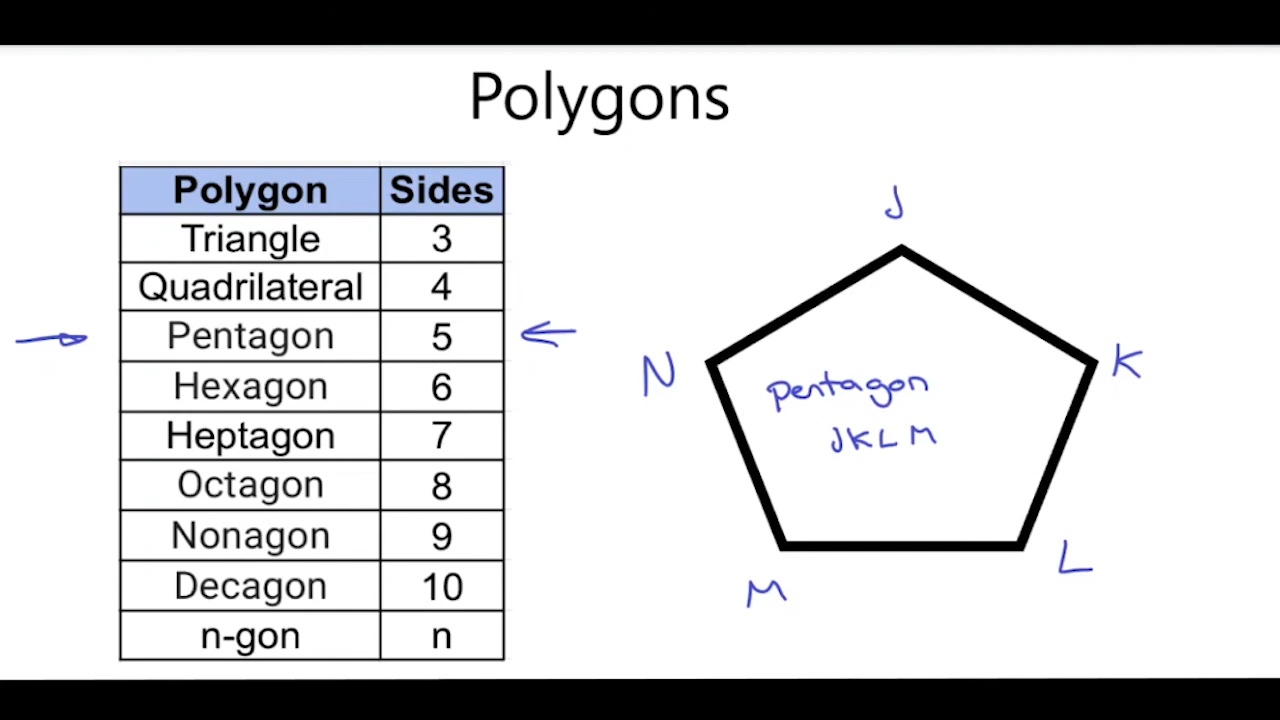 Polygons
Polygon Sides
Triangle 3
Quadrilateral 4
Pentagon 5
Hexagon 6
Heptagon 7
Octagon 8
Nonagon 9
Decagon 10
n-gon n
J
N
K
pentagon
JKLM
L
M